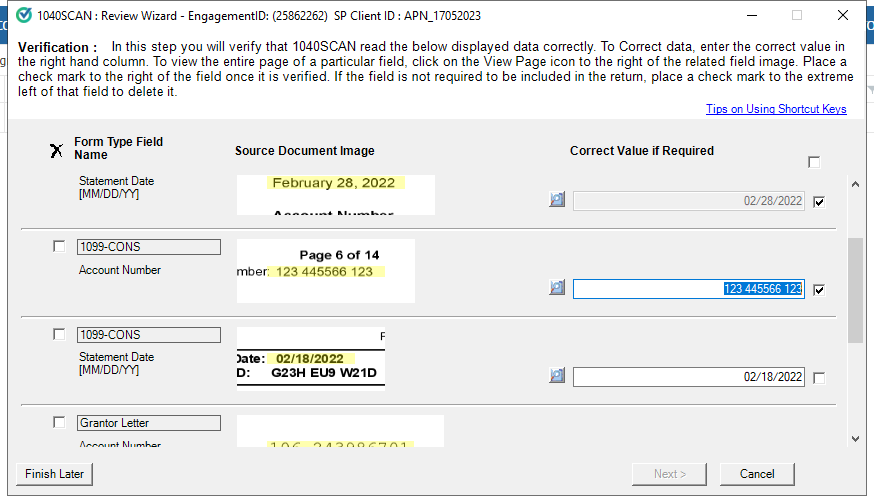 1040SCAN : Review Wizard - EngagementID: (25862262)  SP Client ID : APN_17052023
Verification :   In this step you will verify that 1040SCAN read the below displayed data correctly. To Correct data, enter the correct value in
the right hand column. To view the entire page of a particular field, click on the View Page icon to the right of the related field image. Place a
check mark to the right of the field once it is verified. If the field is not required to be included in the return, place a check mark to the extreme
left of that field to delete it.
Tips on Using Shortcut Keys
X Form Type Field
Name
Source Document Image
Correct Value if Required
Statement Date
[MM/DD/YY]
February 28, 2022
Account Number
02/28/2022
1099-CONS
Account Number
Page 6 of 14
mber: 123 445566 123
123 445566 123
1099-CONS
Statement Date
[MM/DD/YY]
F
Date: 02/18/2022
D: G23H EU9 W21D
02/18/2022
Grantor Letter
Account Number
106 243986701
Finish Later
Next >
Cancel